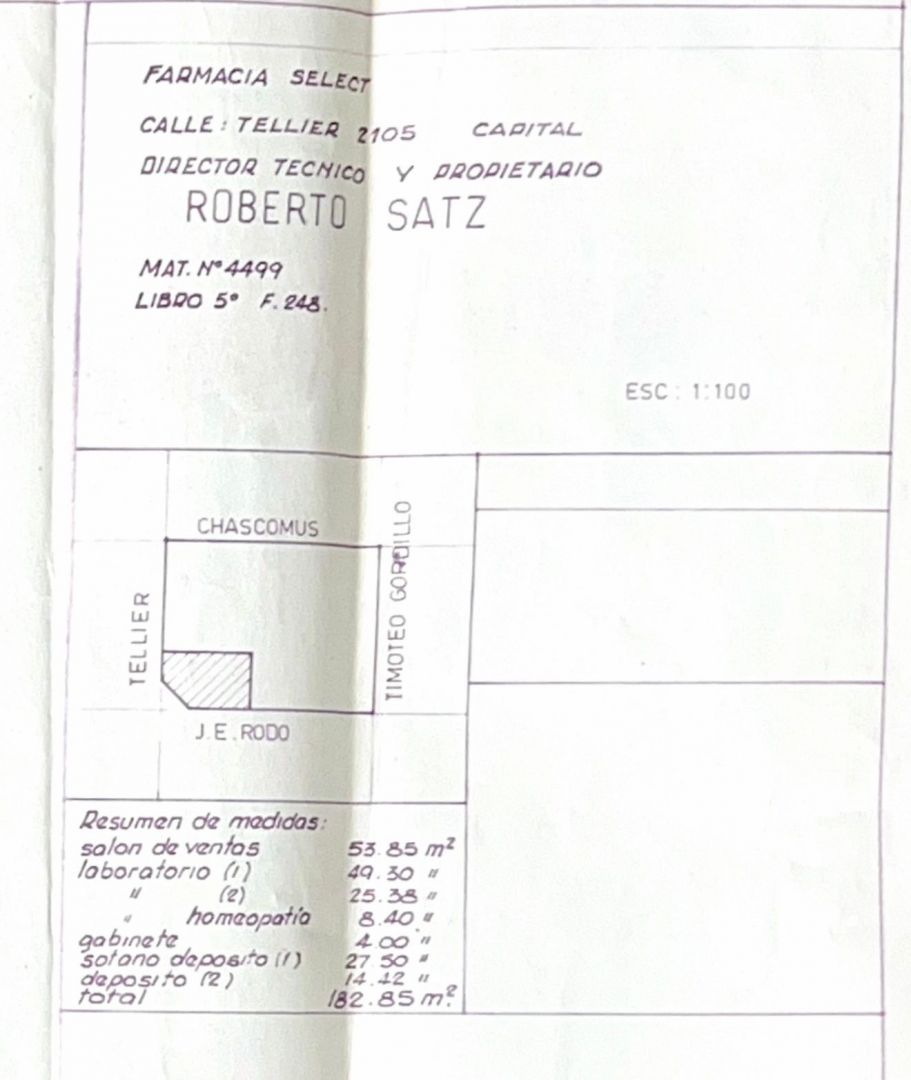 FARMACIA SELECT
CALLE: TELLIER 2105 CAPITAL
DIRECTOR TECNICO Y PROPIETARIO
ROBERTO SATZ
MAT. Nº 4499
LIBRO 5º F. 248.
ESC: 1:100
CHASCOMUS
TELLIER
TIMOTEO GORDILLO
J.E. RODO
Resumen de medidas:
salon de ventas 53.85 m²
laboratorio (1) 49.30 "
" (2) 25.38 "
" homeopatía 8.40 "
gabinete 4.00 "
sotano deposito (1) 27.50 "
deposito (2) 14.42 "
total 182.85 m².